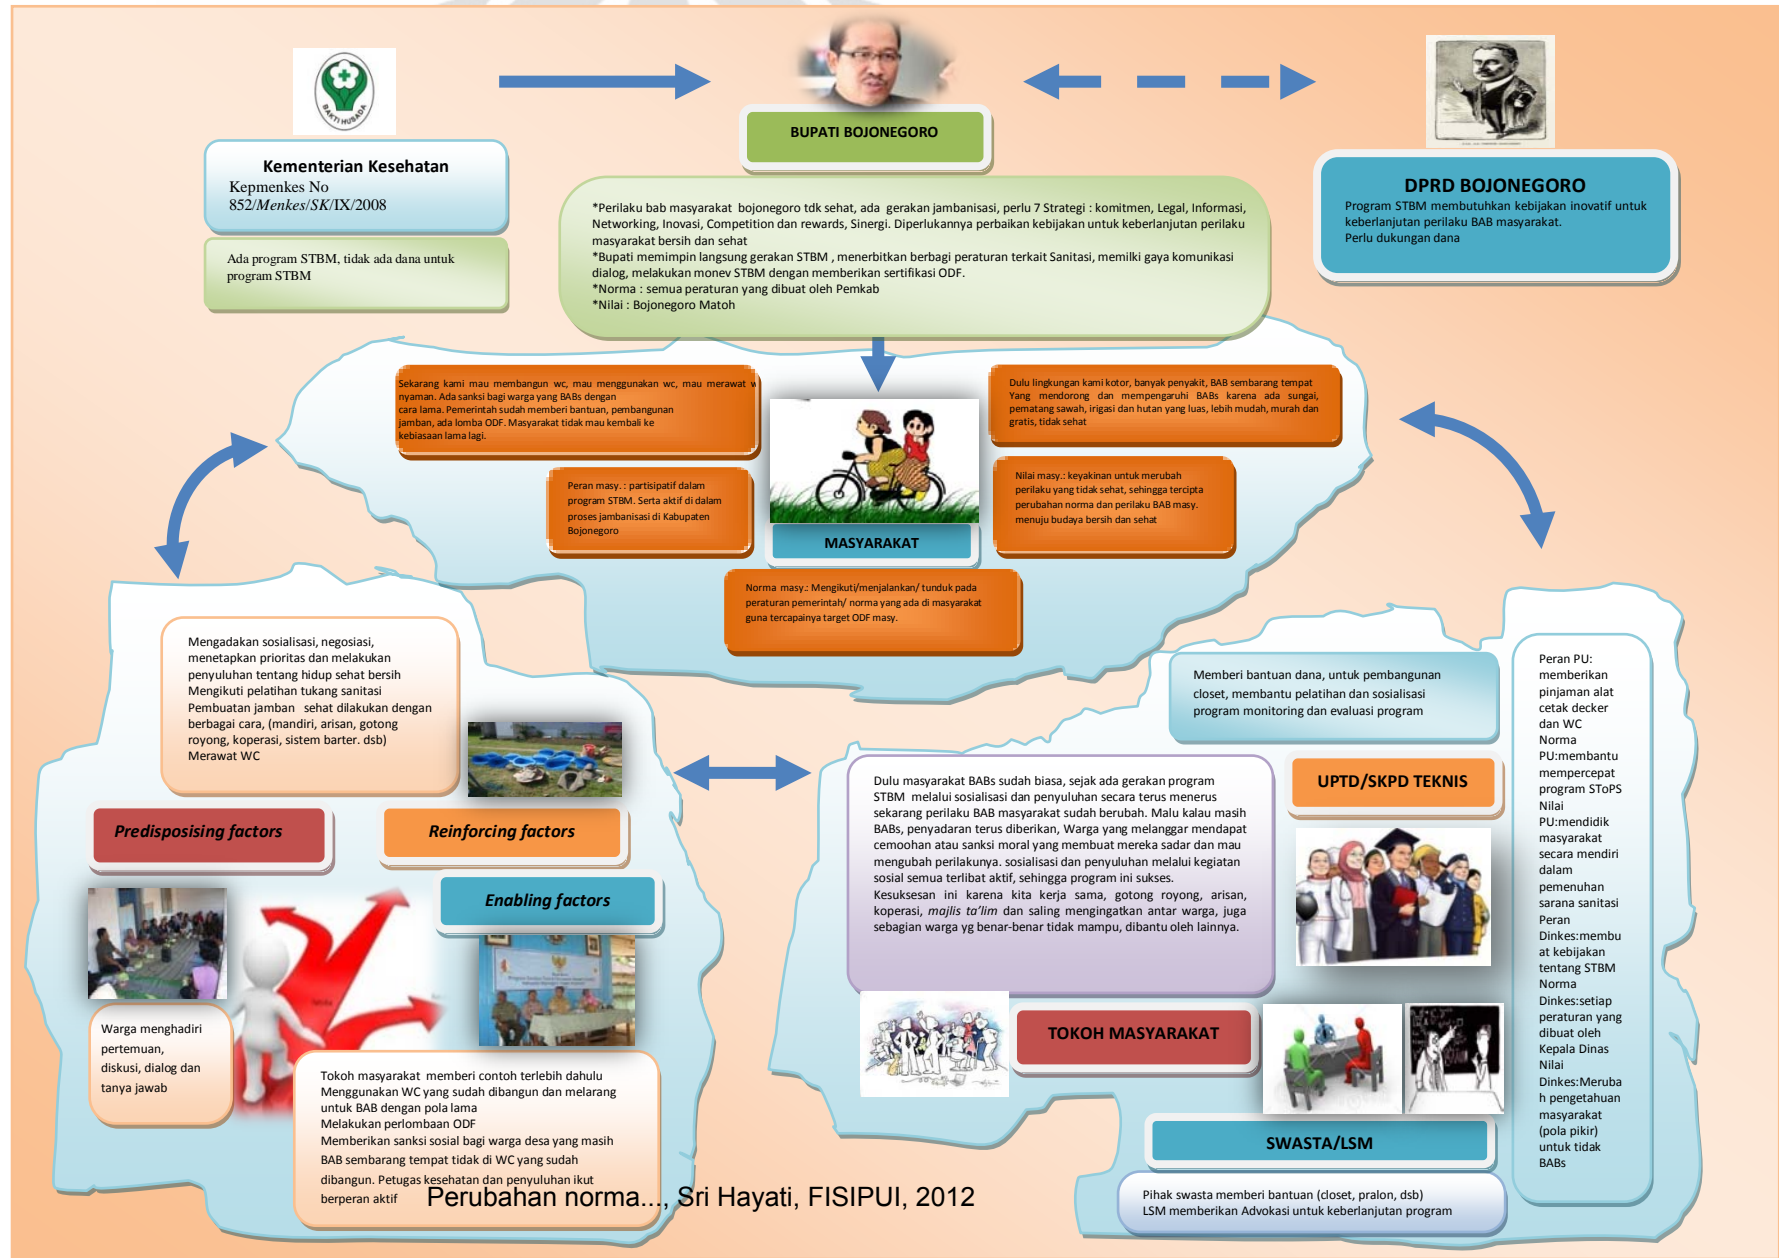 BAKTI HUSADA
Kementerian Kesehatan
Kepmenkes No
852/Menkes/SK/IX/2008
Ada program STBM, tidak ada dana untuk
program STBM
BUPATI BOJONEGORO
*Perilaku bab masyarakat bojonegoro tdk sehat, ada gerakan jambanisasi, perlu 7 Strategi : komitmen, Legal, Informasi,
Networking, Inovasi, Competition dan rewards, Sinergi. Diperlukannya perbaikan kebijakan untuk keberlanjutan perilaku
masyarakat bersih dan sehat
*Bupati memimpin langsung gerakan STBM , menerbitkan berbagi peraturan terkait Sanitasi, memilki gaya komunikasi
dialog, melakukan monev STBM dengan memberikan sertifikasi ODF.
*Norma : semua peraturan yang dibuat oleh Pemkab
*Nilai : Bojonegoro Matoh
DPRD BOJONEGORO
Program STBM membutuhkan kebijakan inovatif untuk
keberlanjutan perilaku BAB masyarakat.
Perlu dukungan dana
Sekarang kami mau membangun wc, mau menggunakan wc, mau merawat w
nyaman. Ada sanksi bagi warga yang BABs dengan
cara lama. Pemerintah sudah memberi bantuan, pembangunan
jamban, ada lomba ODF. Masyarakat tidak mau kembali ke
kebiasaan lama lagi.
Dulu lingkungan kami kotor, banyak penyakit, BAB sembarang tempat
Yang mendorong dan mempengaruhi BABs karena ada sungai,
pematang sawah, irigasi dan hutan yang luas, lebih mudah, murah dan
gratis, tidak sehat
Peran masy. : partisipatif dalam
program STBM. Serta aktif di dalam
proses jambanisasi di Kabupaten
Bojonegoro
Nilai masy.: keyakinan untuk merubah
perilaku yang tidak sehat, sehingga tercipta
perubahan norma dan perilaku BAB masy.
menuju budaya bersih dan sehat
MASYARAKAT
Norma masy.: Mengikuti/menjalankan/ tunduk pada
peraturan pemerintah/ norma yang ada di masyarakat
guna tercapainya target ODF masy.
Mengadakan sosialisasi, negosiasi,
menetapkan prioritas dan melakukan
penyuluhan tentang hidup sehat bersih
Mengikuti pelatihan tukang sanitasi
Pembuatan jamban sehat dilakukan dengan
berbagai cara, (mandiri, arisan, gotong
royong, koperasi, sistem barter. dsb)
Merawat WC
Predisposising factors
Reinforcing factors
Enabling factors
Warga menghadiri
pertemuan,
diskusi, dialog dan
tanya jawab
Tokoh masyarakat memberi contoh terlebih dahulu
Menggunakan WC yang sudah dibangun dan melarang
untuk BAB dengan pola lama
Melakukan perlombaan ODF
Memberikan sanksi sosial bagi warga desa yang masih
BAB sembarang tempat tidak di WC yang sudah
dibangun. Petugas kesehatan dan penyuluhan ikut
berperan aktif
Memberi bantuan dana, untuk pembangunan
closet, membantu pelatihan dan sosialisasi
program monitoring dan evaluasi program
UPTD/SKPD TEKNIS
Dulu masyarakat BABs sudah biasa, sejak ada gerakan program
STBM melalui sosialisasi dan penyuluhan secara terus menerus
sekarang perilaku BAB masyarakat sudah berubah. Malu kalau masih
BABs, penyadaran terus diberikan, Warga yang melanggar mendapat
cemoohan atau sanksi moral yang membuat mereka sadar dan mau
mengubah perilakunya. sosialisasi dan penyuluhan melalui kegiatan
sosial semua terlibat aktif, sehingga program ini sukses.
Kesuksesan ini karena kita kerja sama, gotong royong, arisan,
koperasi, majlis ta'lim dan saling mengingatkan antar warga, juga
sebagian warga yg benar-benar tidak mampu, dibantu oleh lainnya.
TOKOH MASYARAKAT
SWASTA/LSM
Pihak swasta memberi bantuan (closet, pralon, dsb)
LSM memberikan Advokasi untuk keberlanjutan program
Peran PU:
memberikan
pinjaman alat
cetak decker
dan WC
Norma
PU:membantu
mempercepat
program SToPS
Nilai
PU:mendidik
masyarakat
secara mendiri
dalam
pemenuhan
sarana sanitasi
Peran
Dinkes:membu
at kebijakan
tentang STBM
Norma
Dinkes:setiap
peraturan yang
dibuat oleh
Kepala Dinas
Nilai
Dinkes:Meruba
h pengetahuan
masyarakat
(pola pikir)
untuk tidak
BABs
Perubahan norma..., Sri Hayati, FISIPUI, 2012